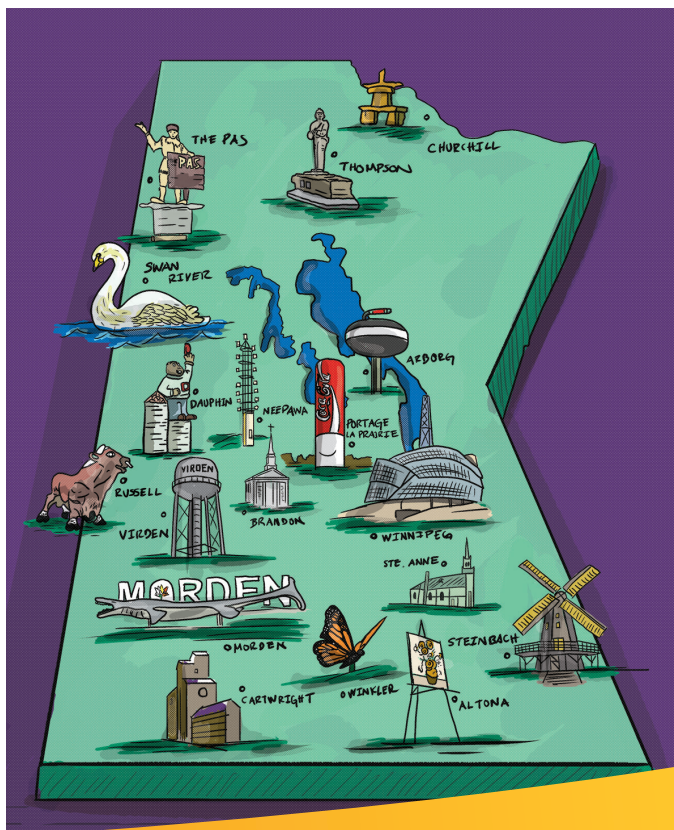 THE PAS
PAS
THOMPSON
CHURCHILL
SWAN
RIVER
ARBORG
DAUPHIN
NEEPAWA
Coca-Cola
PORTAGE
LA PRAIRIE
RUSSELL
VIRDEN
VIRDEN
BRANDON
WINNIPEG
STE. ANNE
MORDEN
MORDEN
STEINBACH
WINKLER
CARTWRIGHT
ALTONA